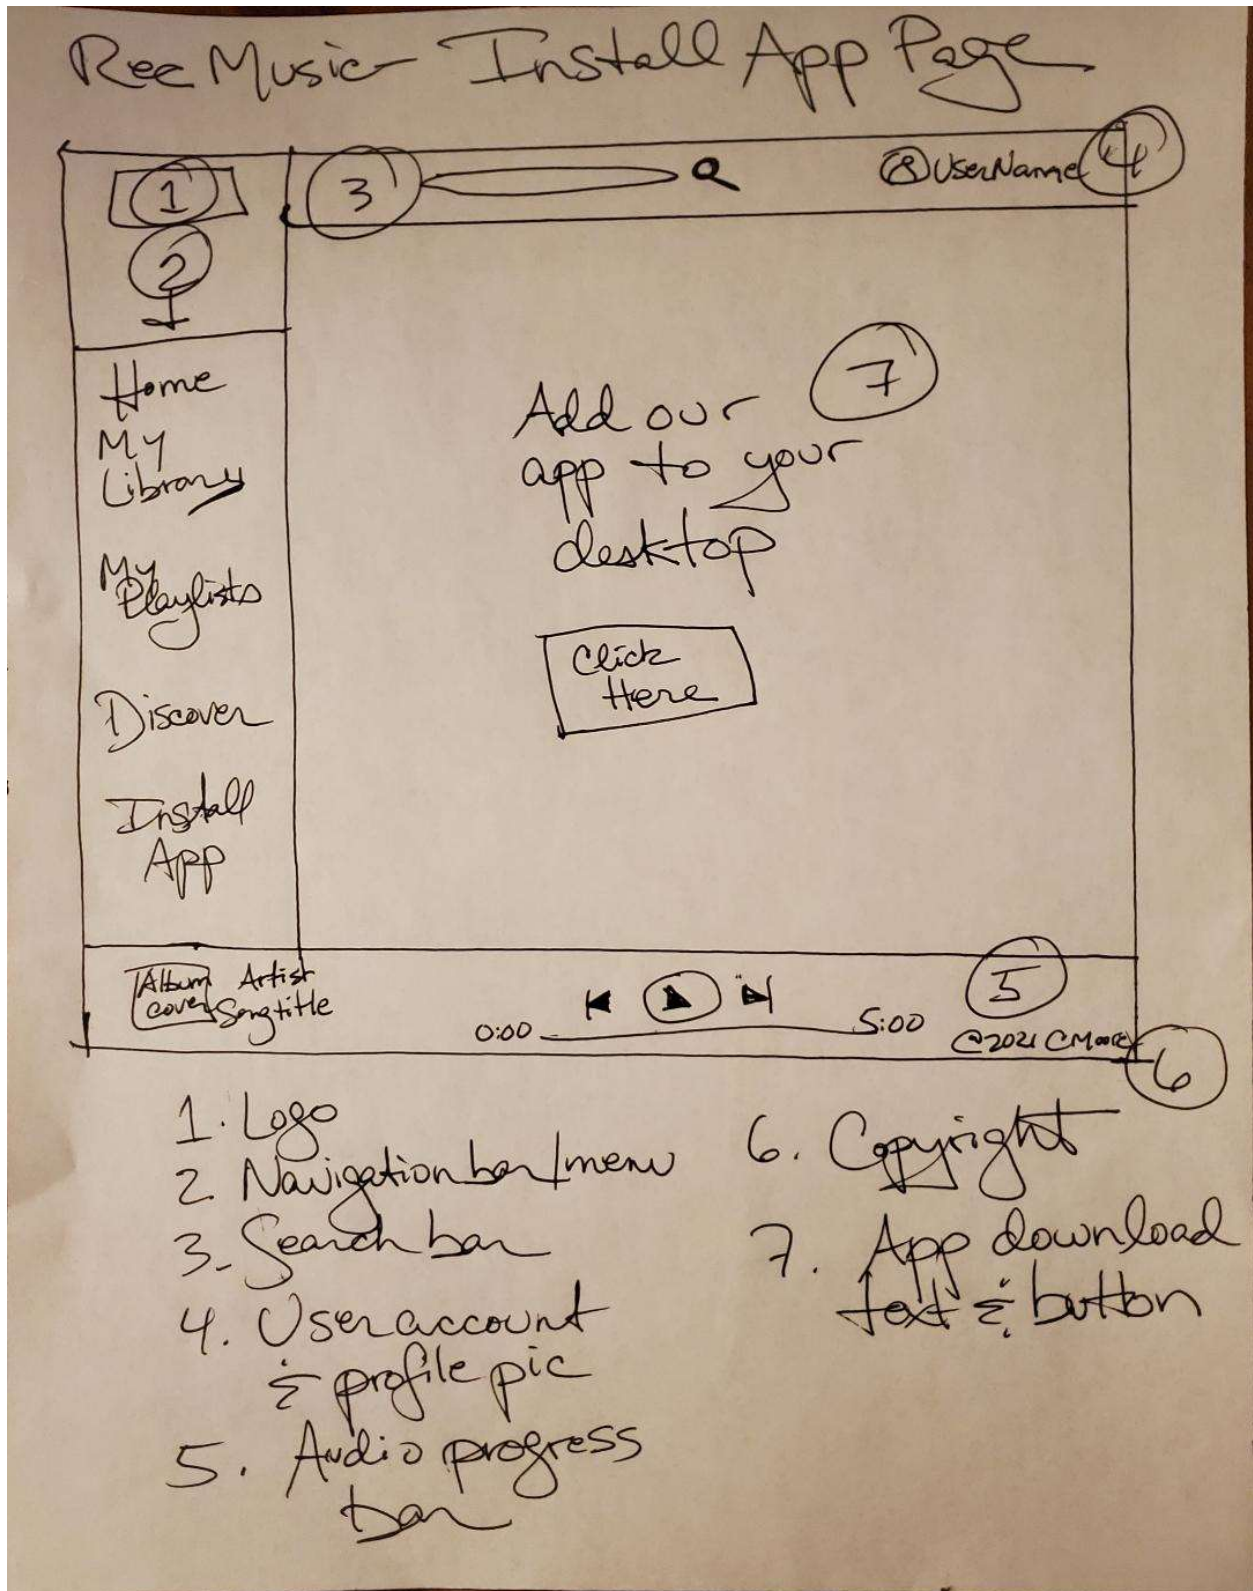 Ree Music - Install App Page
1
3
UserName
4
2
Home
My
Library
My
Playlists
Discover
Install
App
Add our
7
app to your
desktop
Click
Here
Album
cover
Artist
Songtitle
0:00
5:00
5
@2021 CMoore
6
1. Logo
2. Navigation bar/menu
3. Search bar
4. User account
& profile pic
5. Audio progress
bar
6. Copyright
7. App download
text & button